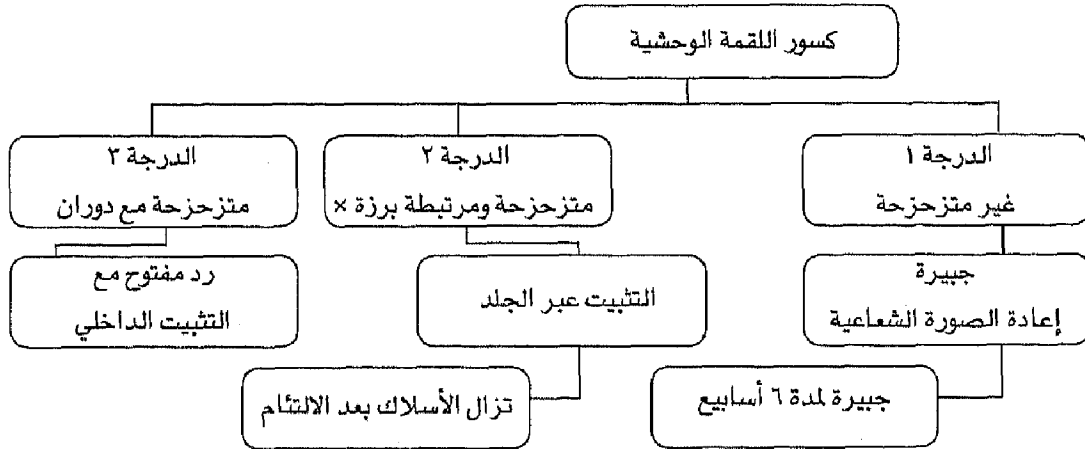 كسور اللقمة الوحشية
الدرجة ١
غير متزحزحة
الدرجة ٢
متزحزحة ومرتبطة برزة ×
الدرجة ٣
متزحزحة مع دوران
جبيرة
إعادة الصورة الشعاعية
التثبيت عبر الجلد
رد مفتوح مع
التثبيت الداخلي
جبيرة لمدة ٦ أسابيع
تزال الأسلاك بعد الالتئام